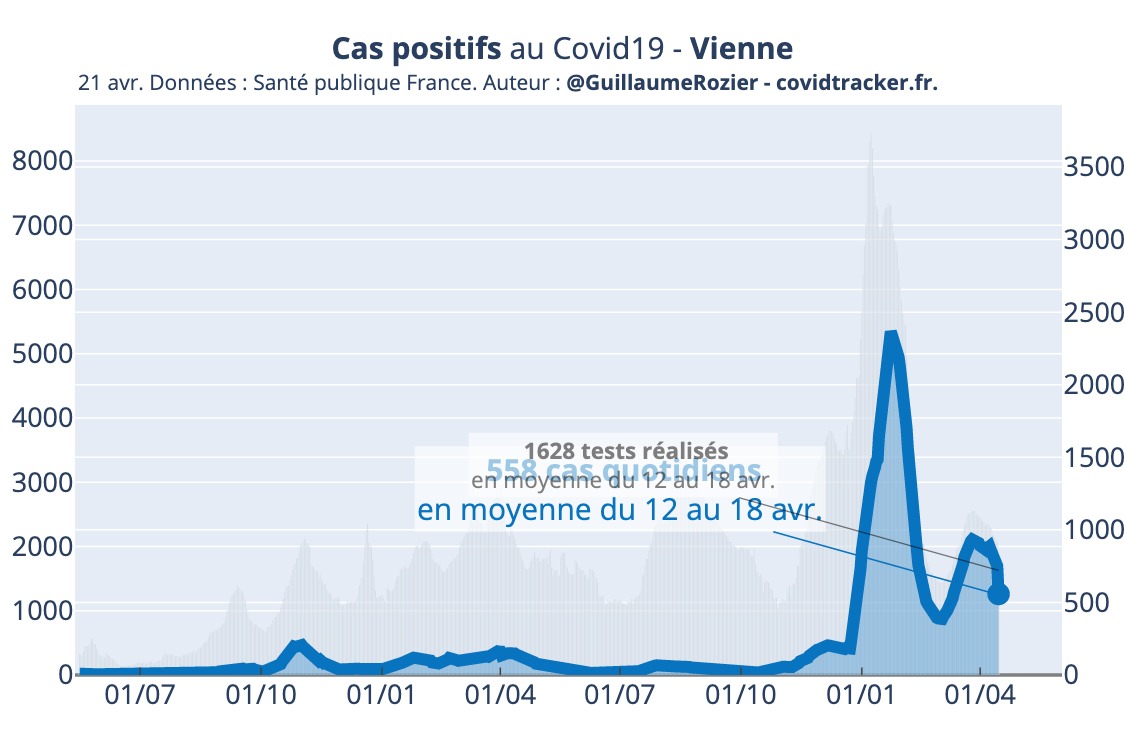 Cas positifs au Covid19 - Vienne
21 avr. Données : Santé publique France. Auteur : @GuillaumeRozier - covidtracker.fr.
8000
7000
6000
5000
4000
3000
2000
1000
0
3500
3000
2500
2000
1500
1000
500
0
1628 tests réalisés
558 cas quotidiens
en moyenne du 12 au 18 avr.
en moyenne du 12 au 18 avr.
01/07 01/10 01/01 01/04 01/07 01/10 01/01 01/04